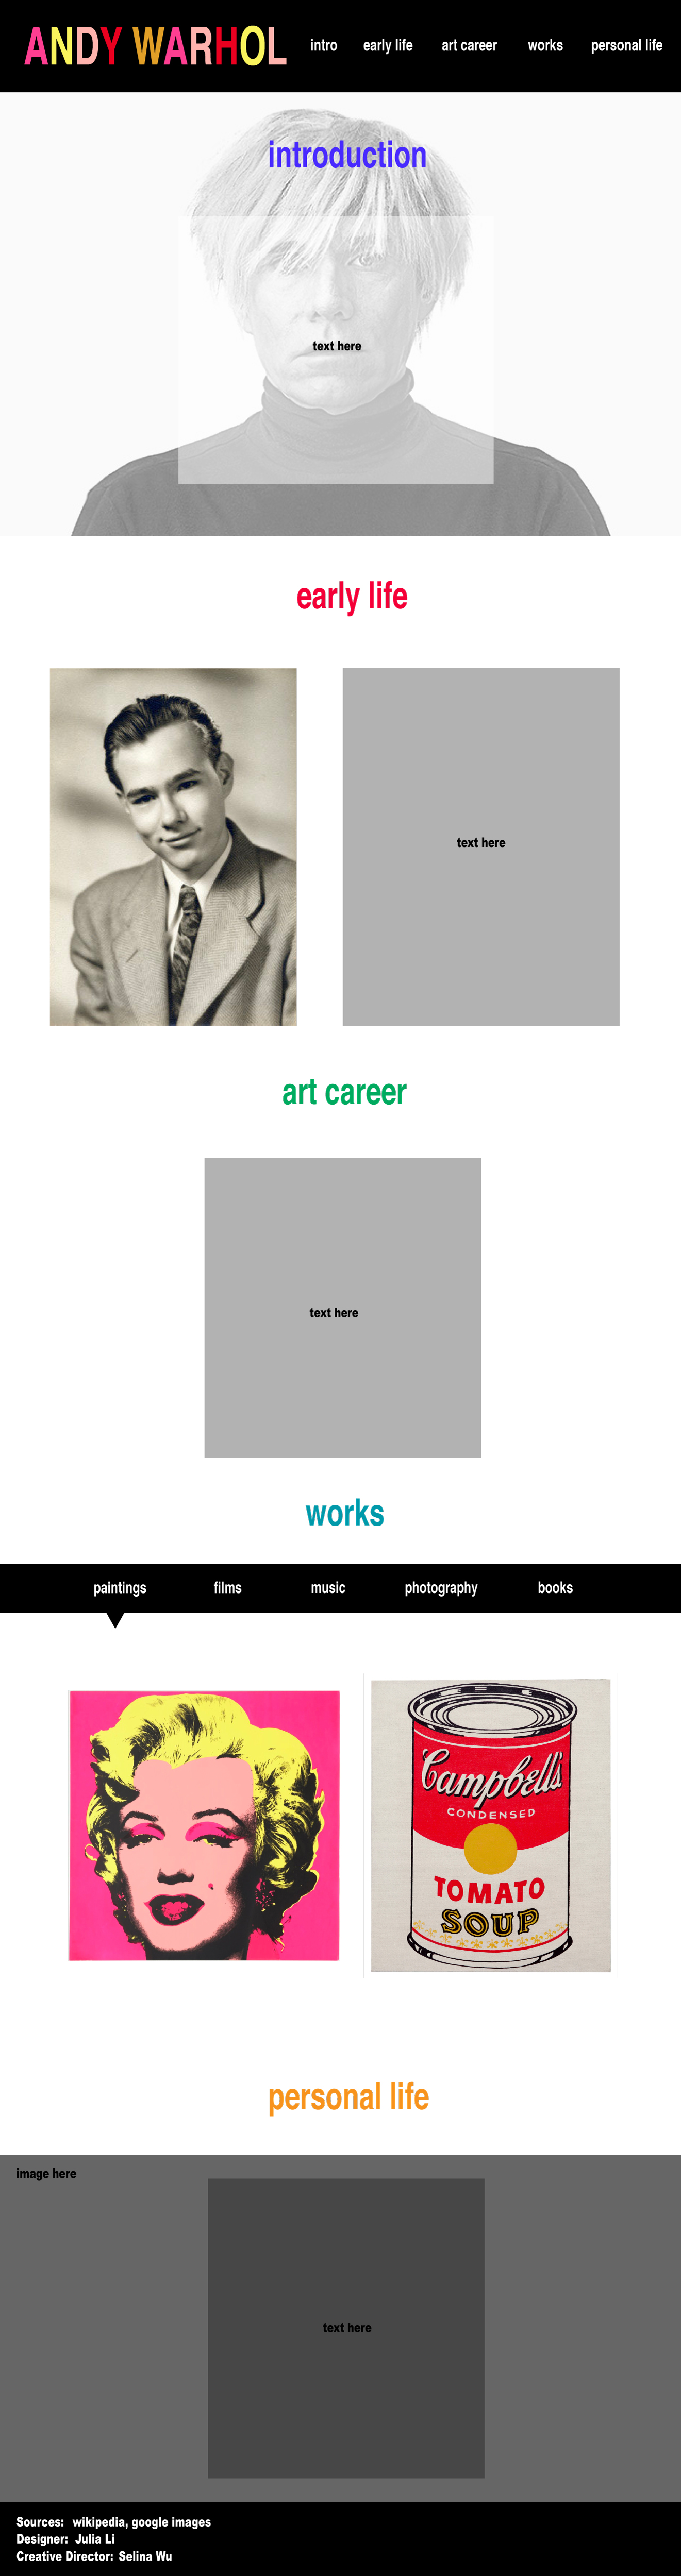 ANDY WARHOL
intro early life art career works personal life
introduction
text here
early life
text here
art career
text here
works
paintings films music photography books
Campbell's
CONDENSED
TOMATO
SOUP
personal life
image here
text here
Sources: wikipedia, google images
Designer: Julia Li
Creative Director: Selina Wu